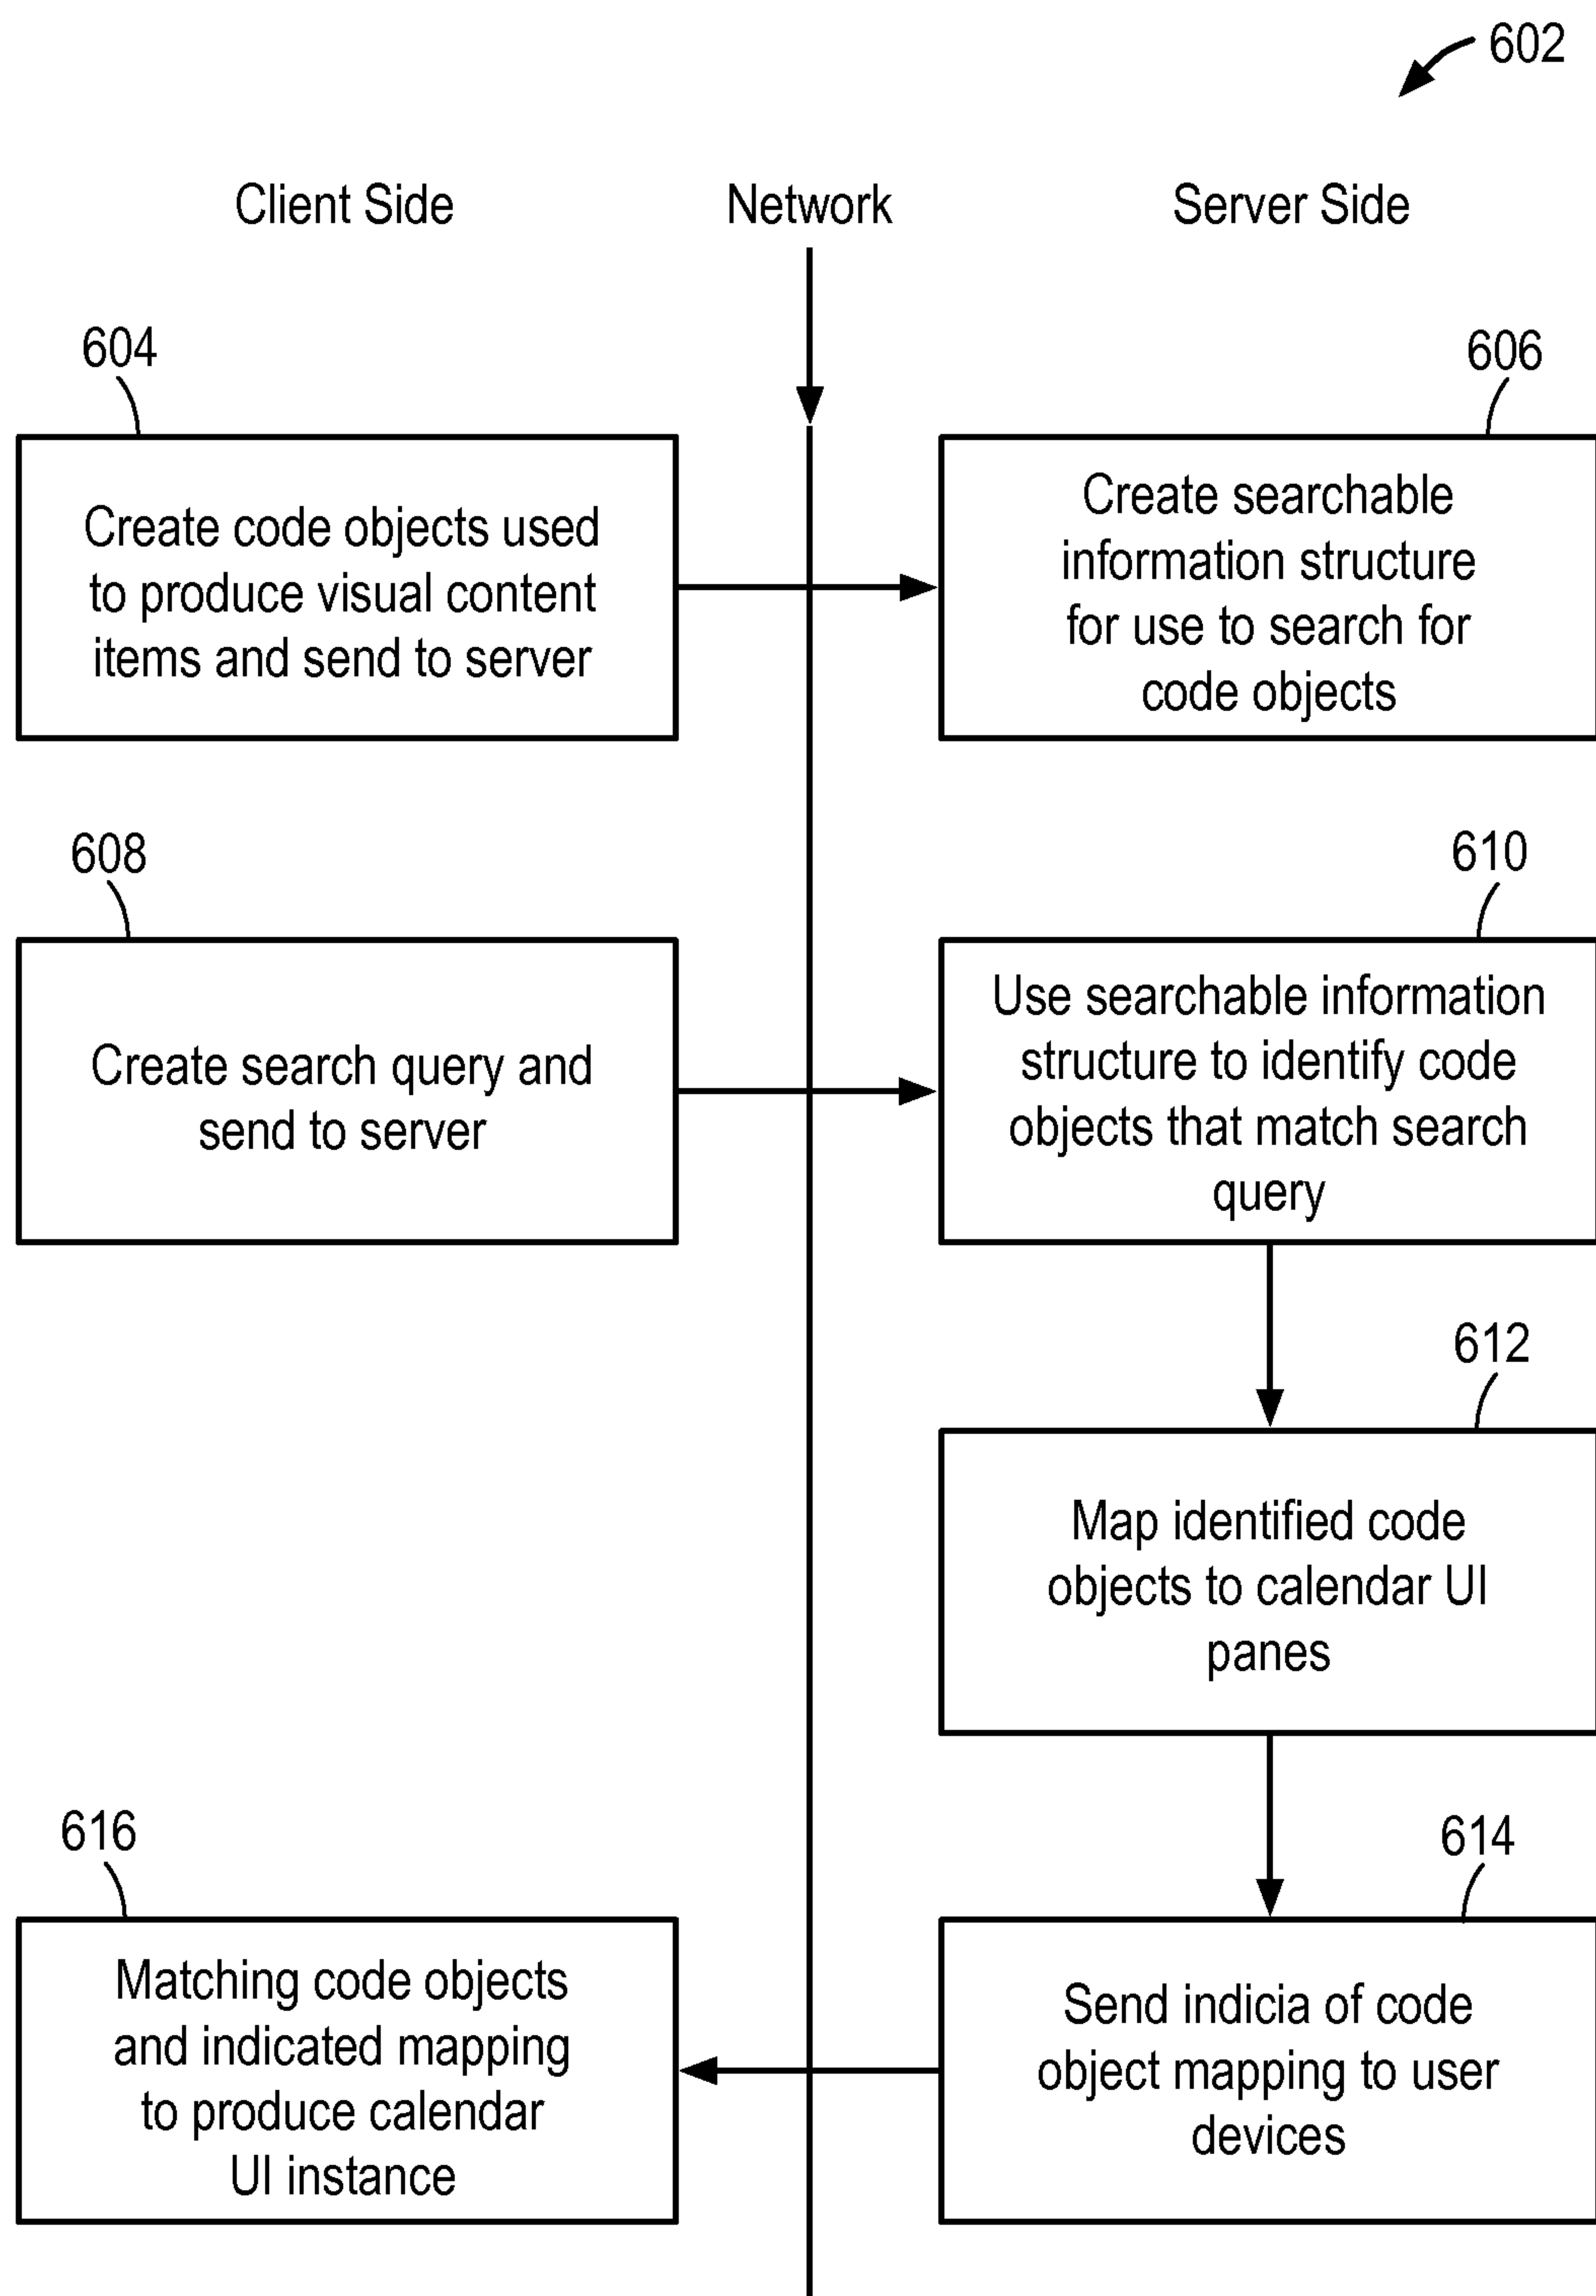 602
Client Side
Network
Server Side
604
606
Create code objects used
to produce visual content
items and send to server
Create searchable
information structure
for use to search for
code objects
608
610
Create search query and
send to server
Use searchable information
structure to identify code
objects that match search
query
612
Map identified code
objects to calendar UI
panes
616
614
Matching code objects
and indicated mapping
to produce calendar
UI instance
Send indicia of code
object mapping to user
devices